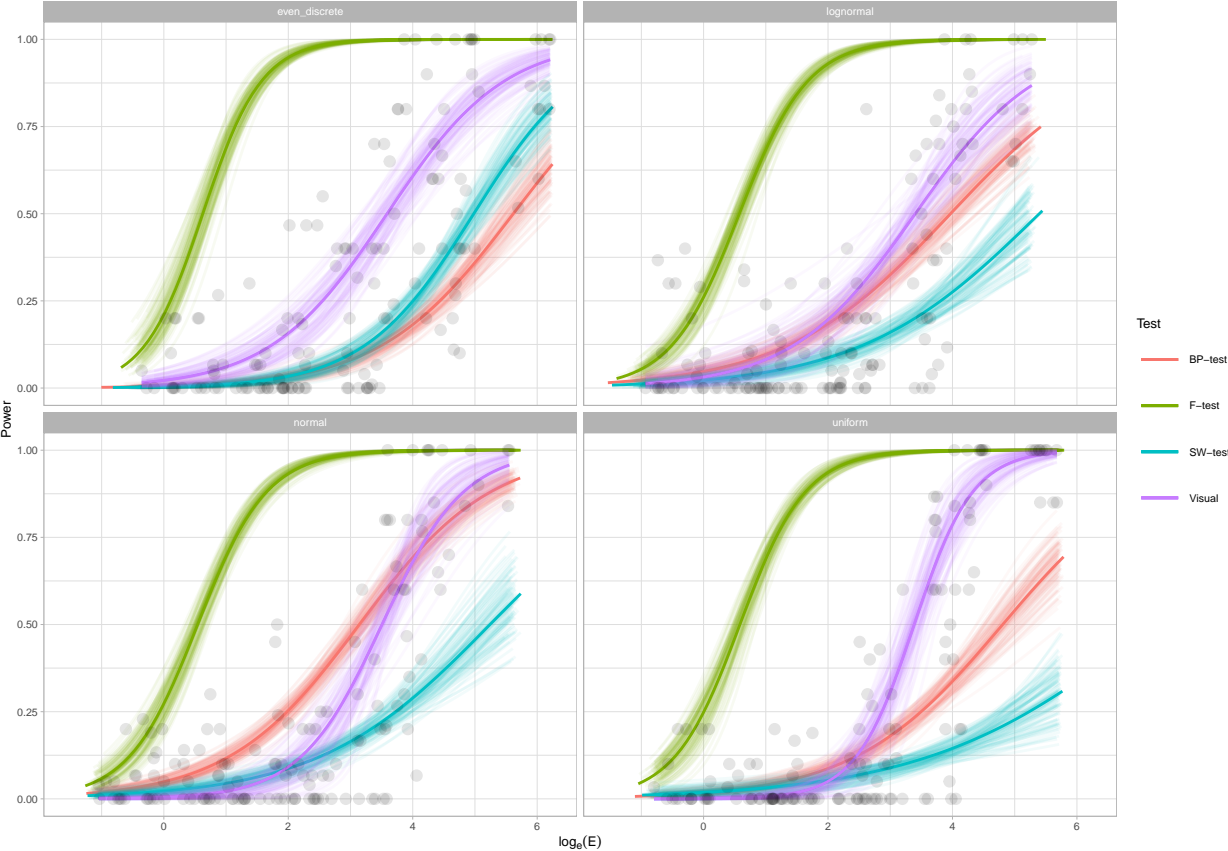 even_discrete
lognormal
1.00
0.75
0.50
0.25
0.00
normal
uniform
1.00
0.75
0.50
0.25
0.00
0 2 4 6
0 2 4 6
Power
logₑ(E)
Test
BP−test
F−test
SW−test
Visual